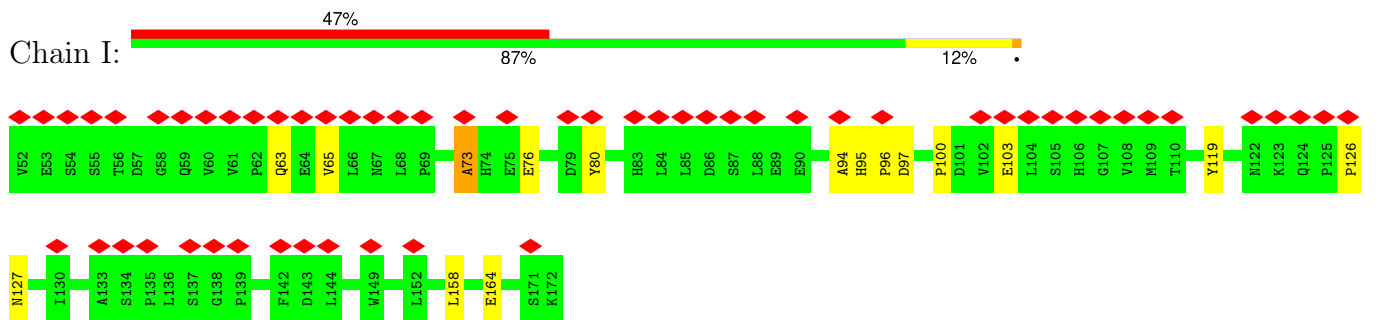 47%
Chain I:
87% 12% •
V52 E53 S54 S55 T56 D57 G58 Q59 V60 V61 P62 Q63 E64 V65 L66 N67 L68 P69 A73 H74 E75 E76 D79 Y80 H83 L84 L85 D86 S87 L88 E89 E90 A94 H95 P96 D97 P100 D101 V102 E103 L104 S105 H106 G107 V108 M109 T110 Y119 N122 K123 Q124 P125 P126
N127 I130 A133 S134 P135 L136 S137 G138 P139 F142 D143 L144 W149 L152 L158 E164 S171 K172